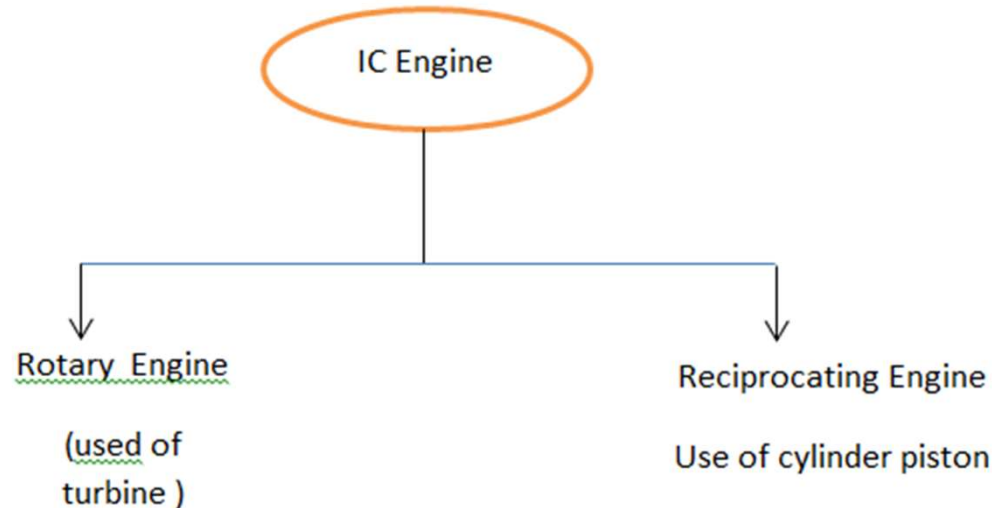 IC Engine
Rotary Engine
Reciprocating Engine
(used of
turbine )
Use of cylinder piston